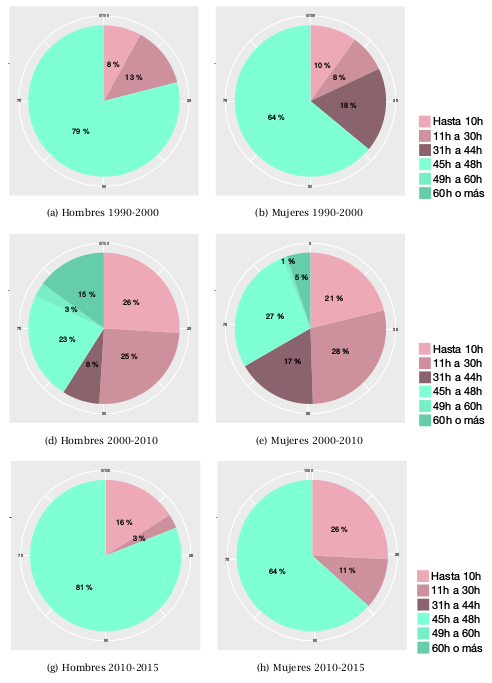 8 %
13 %
79 %
10 %
8 %
18 %
64 %
Hasta 10h
11h a 30h
31h a 44h
45h a 48h
49h a 60h
60h o más
(a) Hombres 1990-2000
(b) Mujeres 1990-2000
15 %
26 %
3 %
23 %
25 %
8 %
1 %
5 %
21 %
27 %
28 %
17 %
Hasta 10h
11h a 30h
31h a 44h
45h a 48h
49h a 60h
60h o más
(d) Hombres 2000-2010
(e) Mujeres 2000-2010
16 %
3 %
81 %
26 %
11 %
64 %
Hasta 10h
11h a 30h
31h a 44h
45h a 48h
49h a 60h
60h o más
(g) Hombres 2010-2015
(h) Mujeres 2010-2015